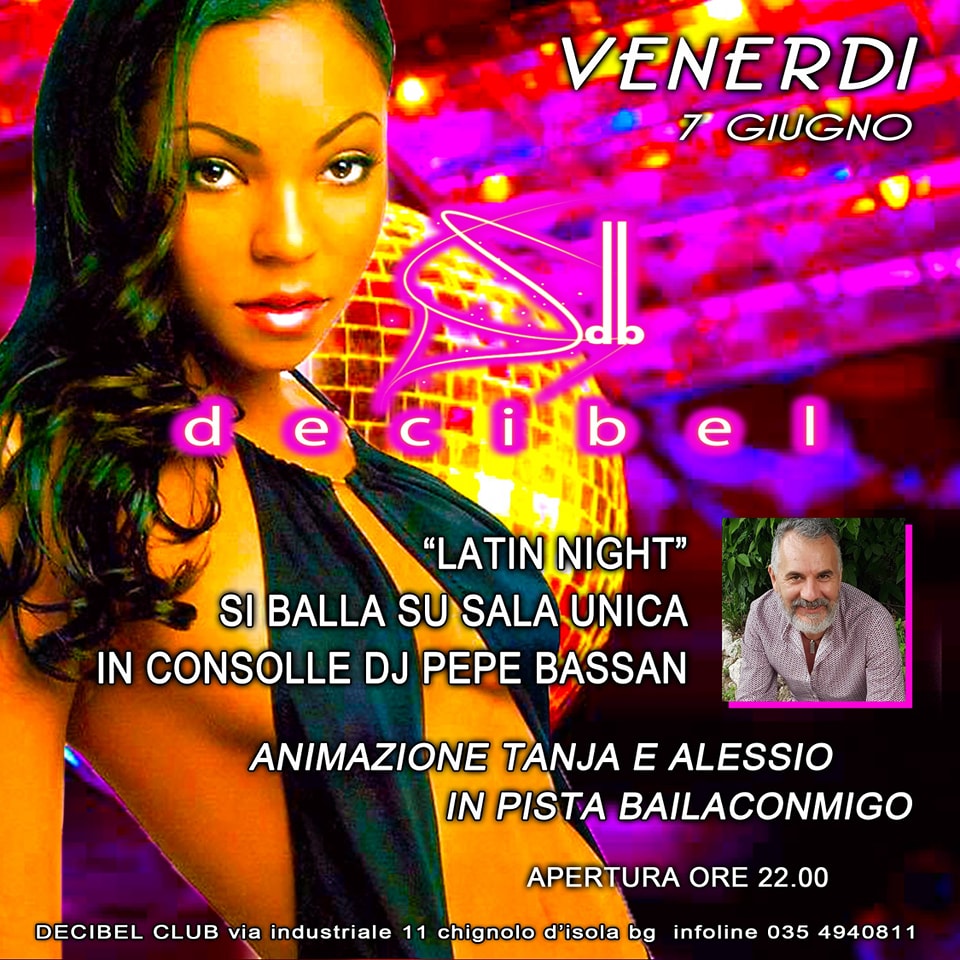 VENERDI
7 GIUGNO
db
decibel
“LATIN NIGHT”
SI BALLA SU SALA UNICA
IN CONSOLLE DJ PEPE BASSAN
ANIMAZIONE TANJA E ALESSIO
IN PISTA BAILACONMIGO
APERTURA ORE 22.00
DECIBEL CLUB via industriale 11 chignolo d'isola bg infoline 035 4940811